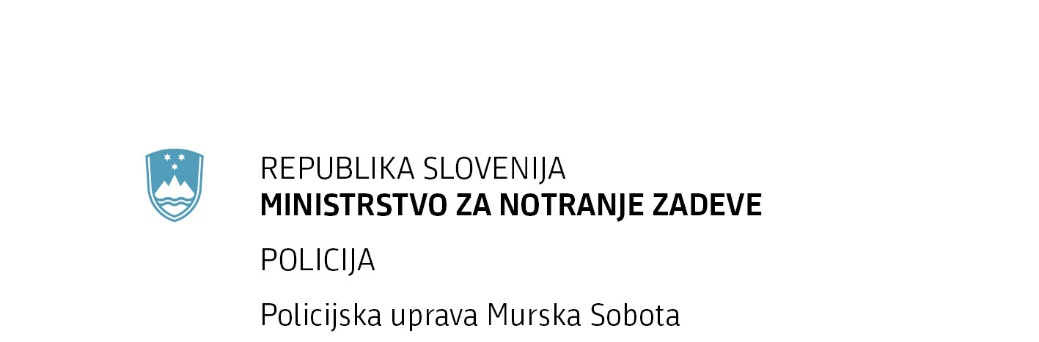 REPUBLIKA SLOVENIJA
MINISTRSTVO ZA NOTRANJE ZADEVE
POLICIJA
Policijska uprava Murska Sobota